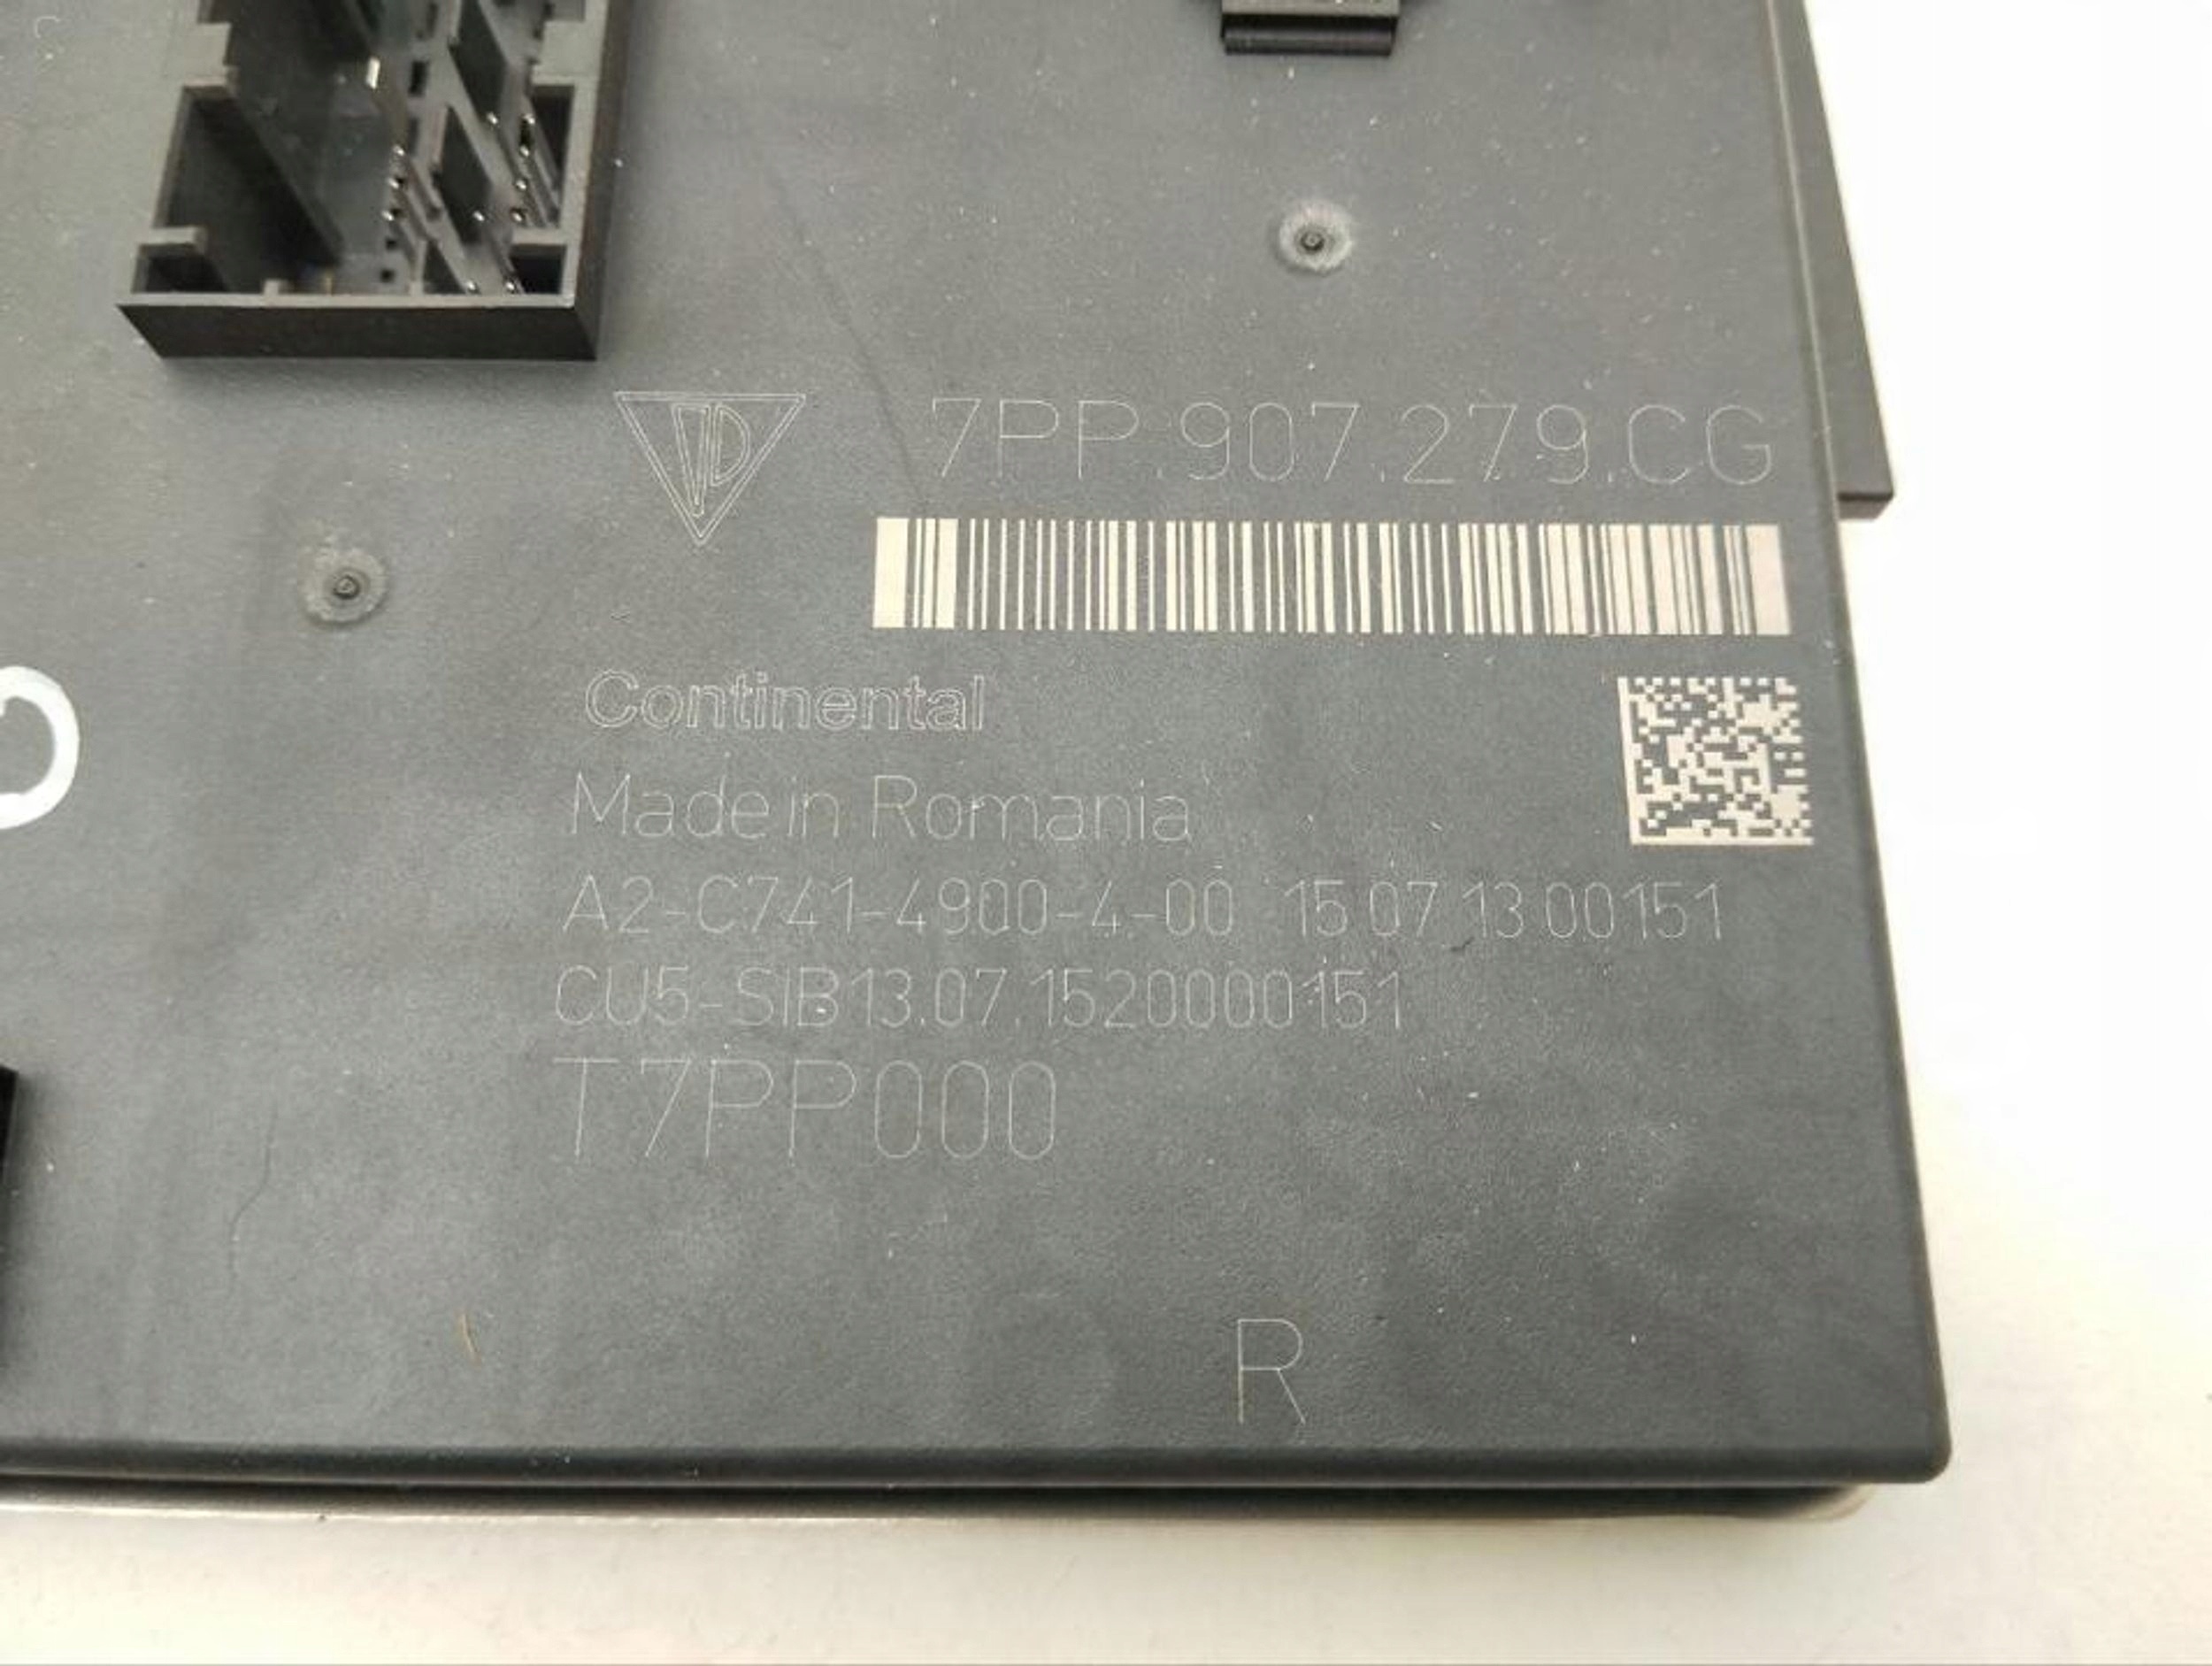 7PP.907.279.CG
Continental
Made in Romania
A2-C741-4900-4-00 15 07 13 00151
CU5-SIB13.07.1520000151
T7PP000
R